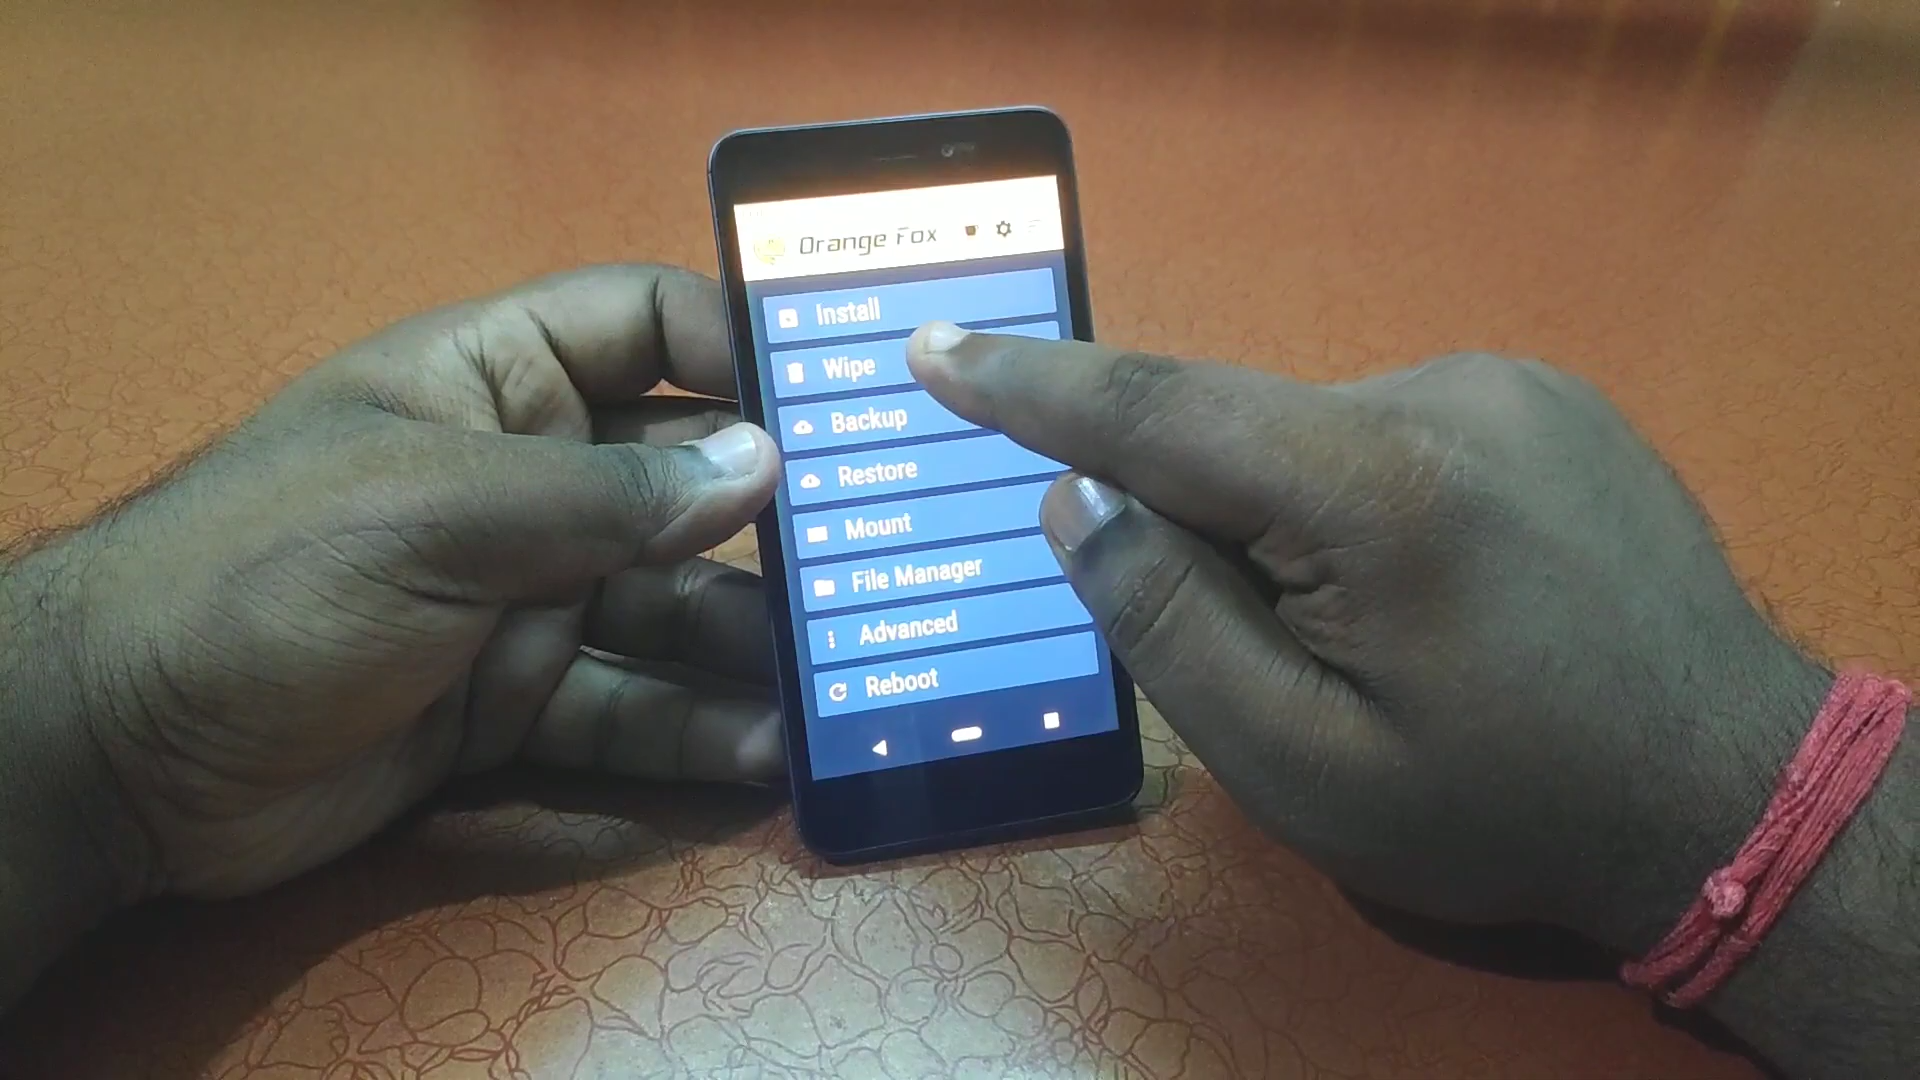 Orange Fox
Install
Wipe
Backup
Restore
Mount
File Manager
Advanced
Reboot